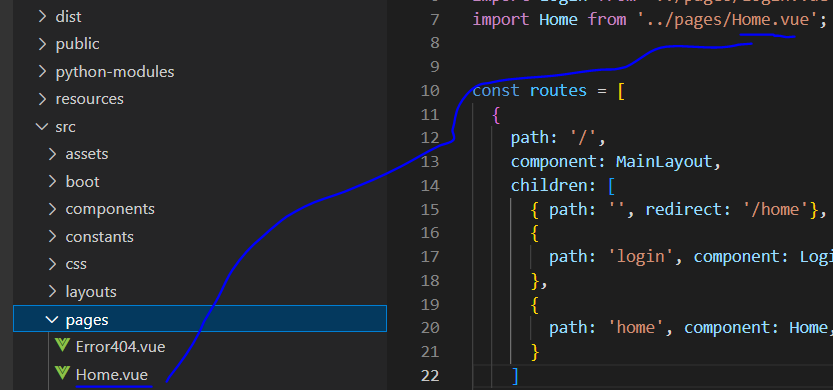 dist
public
python-modules
resources
src
assets
boot
components
constants
css
layouts
pages
Error404.vue
Home.vue
7 import Home from '../pages/Home.vue';
8
9
10 const routes = [
11 {
12 path: '/',
13 component: MainLayout,
14 children: [
15 { path: '', redirect: '/home'},
16 {
17 path: 'login', component: Logi
18 },
19 {
20 path: 'home', component: Home,
21 }
22 ]